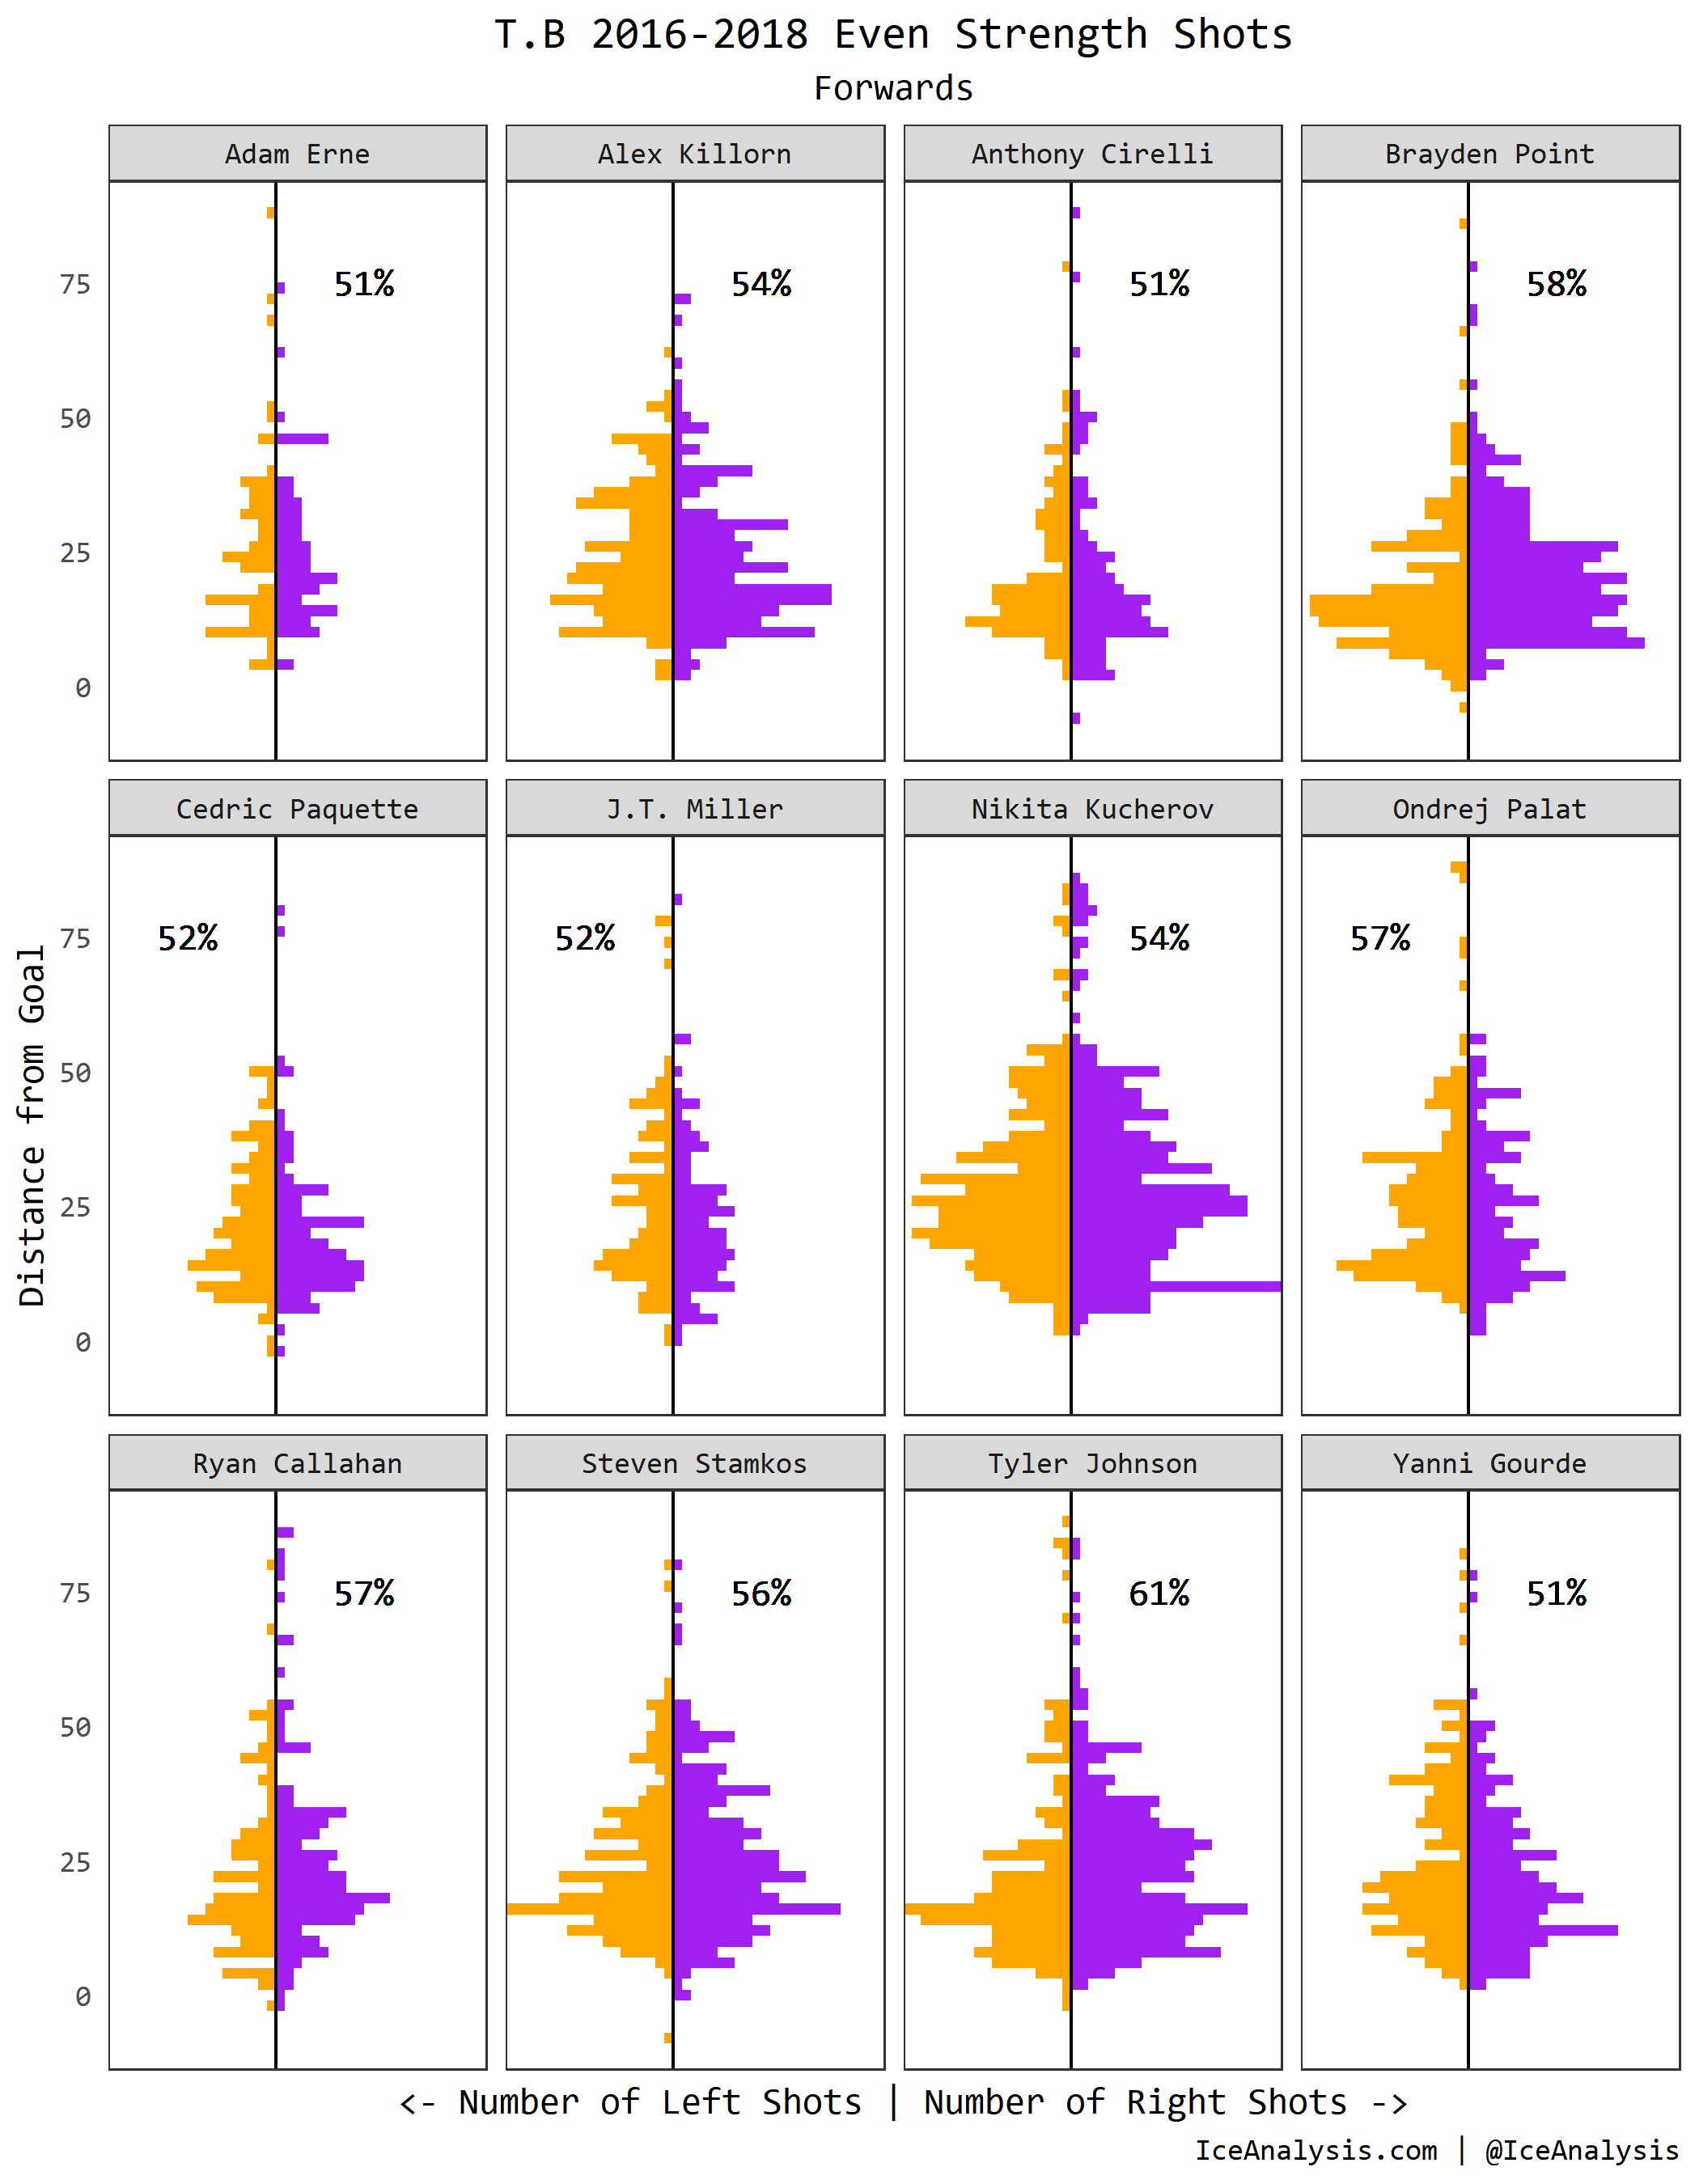 T.B 2016-2018 Even Strength Shots
Forwards
Adam Erne
Alex Killorn
Anthony Cirelli
Brayden Point
75
50
25
0
51%
54%
51%
58%
Distance from Goal
Cedric Paquette
J.T. Miller
Nikita Kucherov
Ondrej Palat
75
50
25
0
52%
52%
54%
57%
Ryan Callahan
Steven Stamkos
Tyler Johnson
Yanni Gourde
75
50
25
0
57%
56%
61%
51%
<- Number of Left Shots | Number of Right Shots ->
IceAnalysis.com | @IceAnalysis